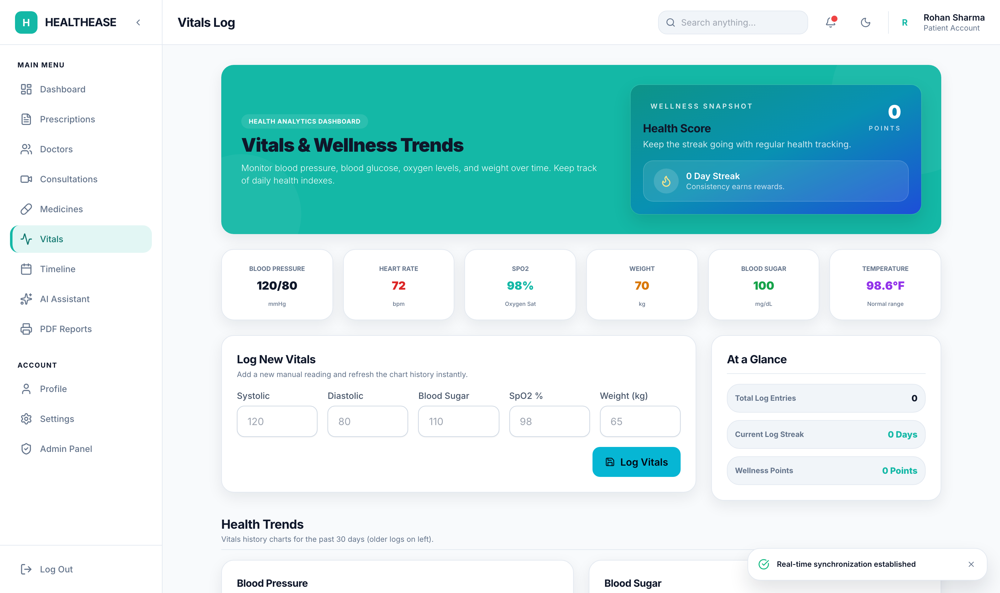 H
HEALTHEASE
MAIN MENU
Dashboard
Prescriptions
Doctors
Consultations
Medicines
Vitals
Timeline
AI Assistant
PDF Reports
ACCOUNT
Profile
Settings
Admin Panel
Log Out
Vitals Log
Search anything...
R
Rohan Sharma
Patient Account
HEALTH ANALYTICS DASHBOARD
Vitals & Wellness Trends
Monitor blood pressure, blood glucose, oxygen levels, and weight over time. Keep track
of daily health indexes.
WELLNESS SNAPSHOT
0
POINTS
Health Score
Keep the streak going with regular health tracking.
0 Day Streak
Consistency earns rewards.
BLOOD PRESSURE
120/80
mmHg
HEART RATE
72
bpm
SPO2
98%
Oxygen Sat
WEIGHT
70
kg
BLOOD SUGAR
100
mg/dL
TEMPERATURE
98.6°F
Normal range
Log New Vitals
Add a new manual reading and refresh the chart history instantly.
Systolic
120
Diastolic
80
Blood Sugar
110
SpO2 %
98
Weight (kg)
65
Log Vitals
At a Glance
Total Log Entries 0
Current Log Streak 0 Days
Wellness Points 0 Points
Health Trends
Vitals history charts for the past 30 days (older logs on left).
Blood Pressure
Blood Sugar
Real-time synchronization established